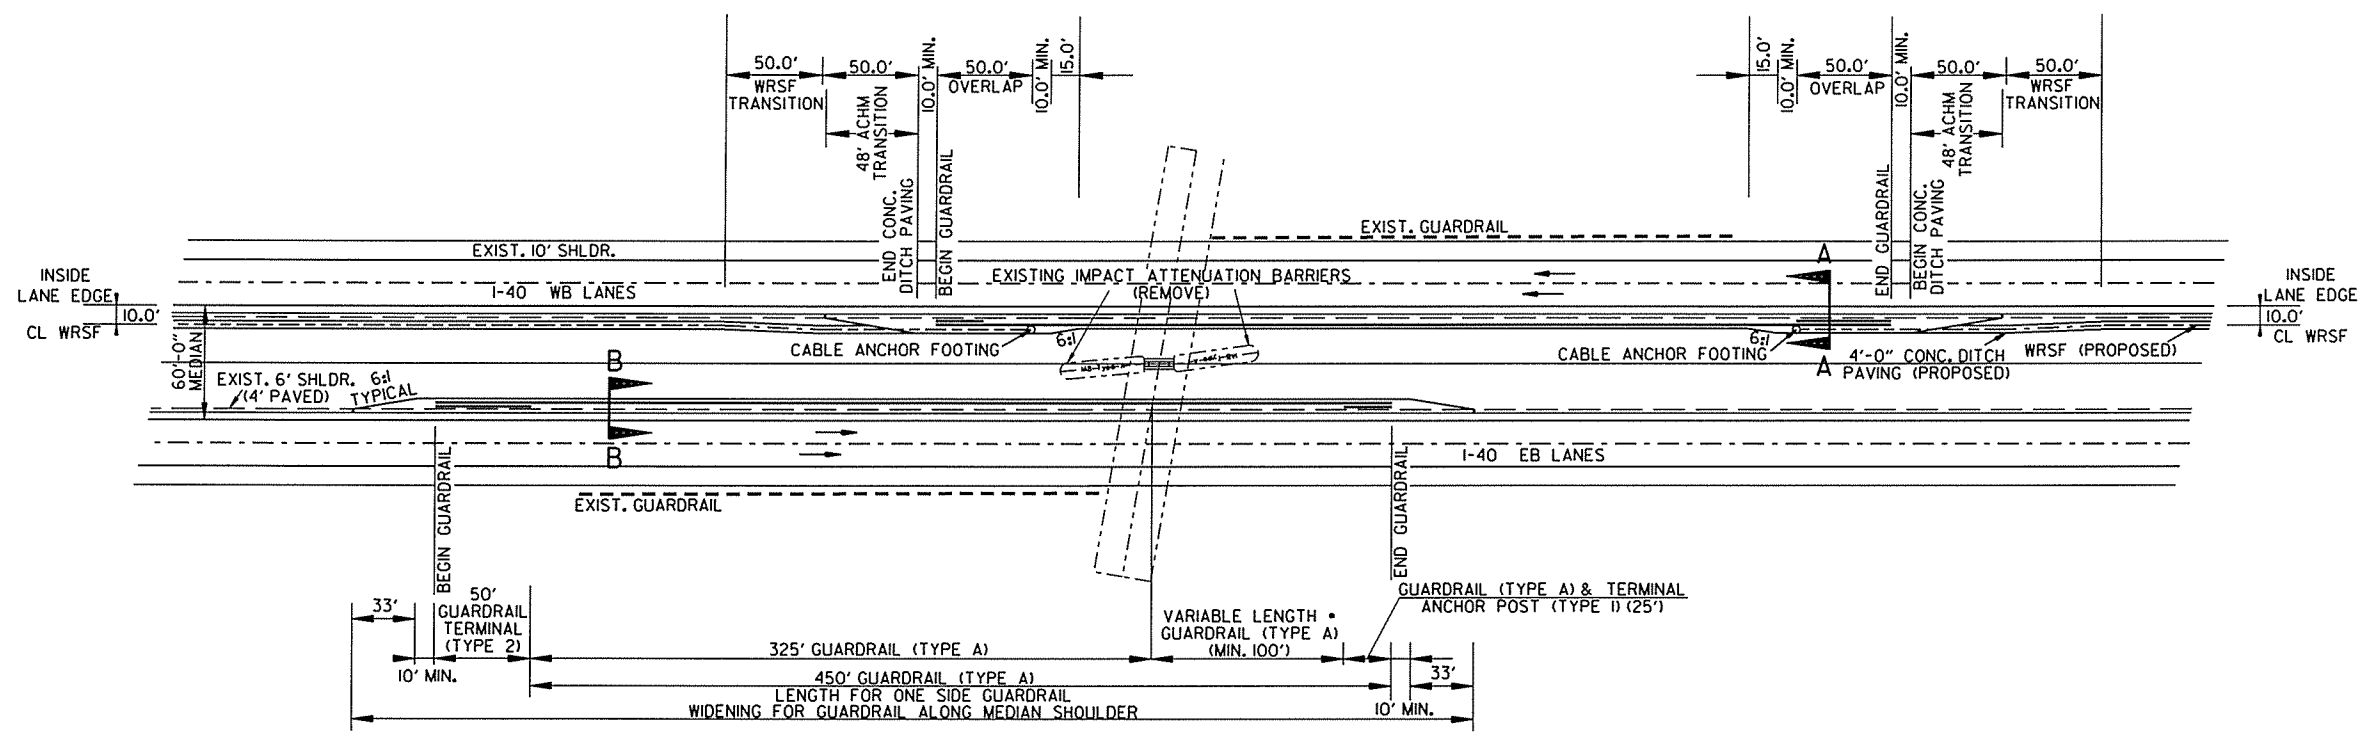 50.0'
WRSF
TRANSITION
50.0'
48' ACHM
TRANSITION
10.0' MIN.
50.0'
OVERLAP
10.0' MIN.
15.0'
15.0'
10.0' MIN.
50.0'
OVERLAP
10.0' MIN.
50.0'
48' ACHM
TRANSITION
50.0'
WRSF
TRANSITION
END CONC.
DITCH PAVING
BEGIN GUARDRAIL
END GUARDRAIL
BEGIN CONC.
DITCH PAVING
EXIST. GUARDRAIL
EXIST. 10' SHLDR.
A
INSIDE
LANE EDGE
10.0'
CL WRSF
I-40 WB LANES
EXISTING IMPACT ATTENUATION BARRIERS
(REMOVE)
INSIDE
LANE EDGE
10.0'
CL WRSF
60'-0"
MEDIAN
CABLE ANCHOR FOOTING
6:1
CABLE ANCHOR FOOTING
6:1
4'-0" CONC. DITCH
PAVING (PROPOSED)
WRSF (PROPOSED)
A
B
EXIST. 6' SHLDR.
(4' PAVED)
6:1
TYPICAL
B
I-40 EB LANES
EXIST. GUARDRAIL
BEGIN GUARDRAIL
END GUARDRAIL
33'
50'
GUARDRAIL
TERMINAL
(TYPE 2)
10' MIN.
325' GUARDRAIL (TYPE A)
VARIABLE LENGTH •
GUARDRAIL (TYPE A)
(MIN. 100')
GUARDRAIL (TYPE A) & TERMINAL
ANCHOR POST (TYPE I) (25')
450' GUARDRAIL (TYPE A)
LENGTH FOR ONE SIDE GUARDRAIL
33'
WIDENING FOR GUARDRAIL ALONG MEDIAN SHOULDER
10' MIN.